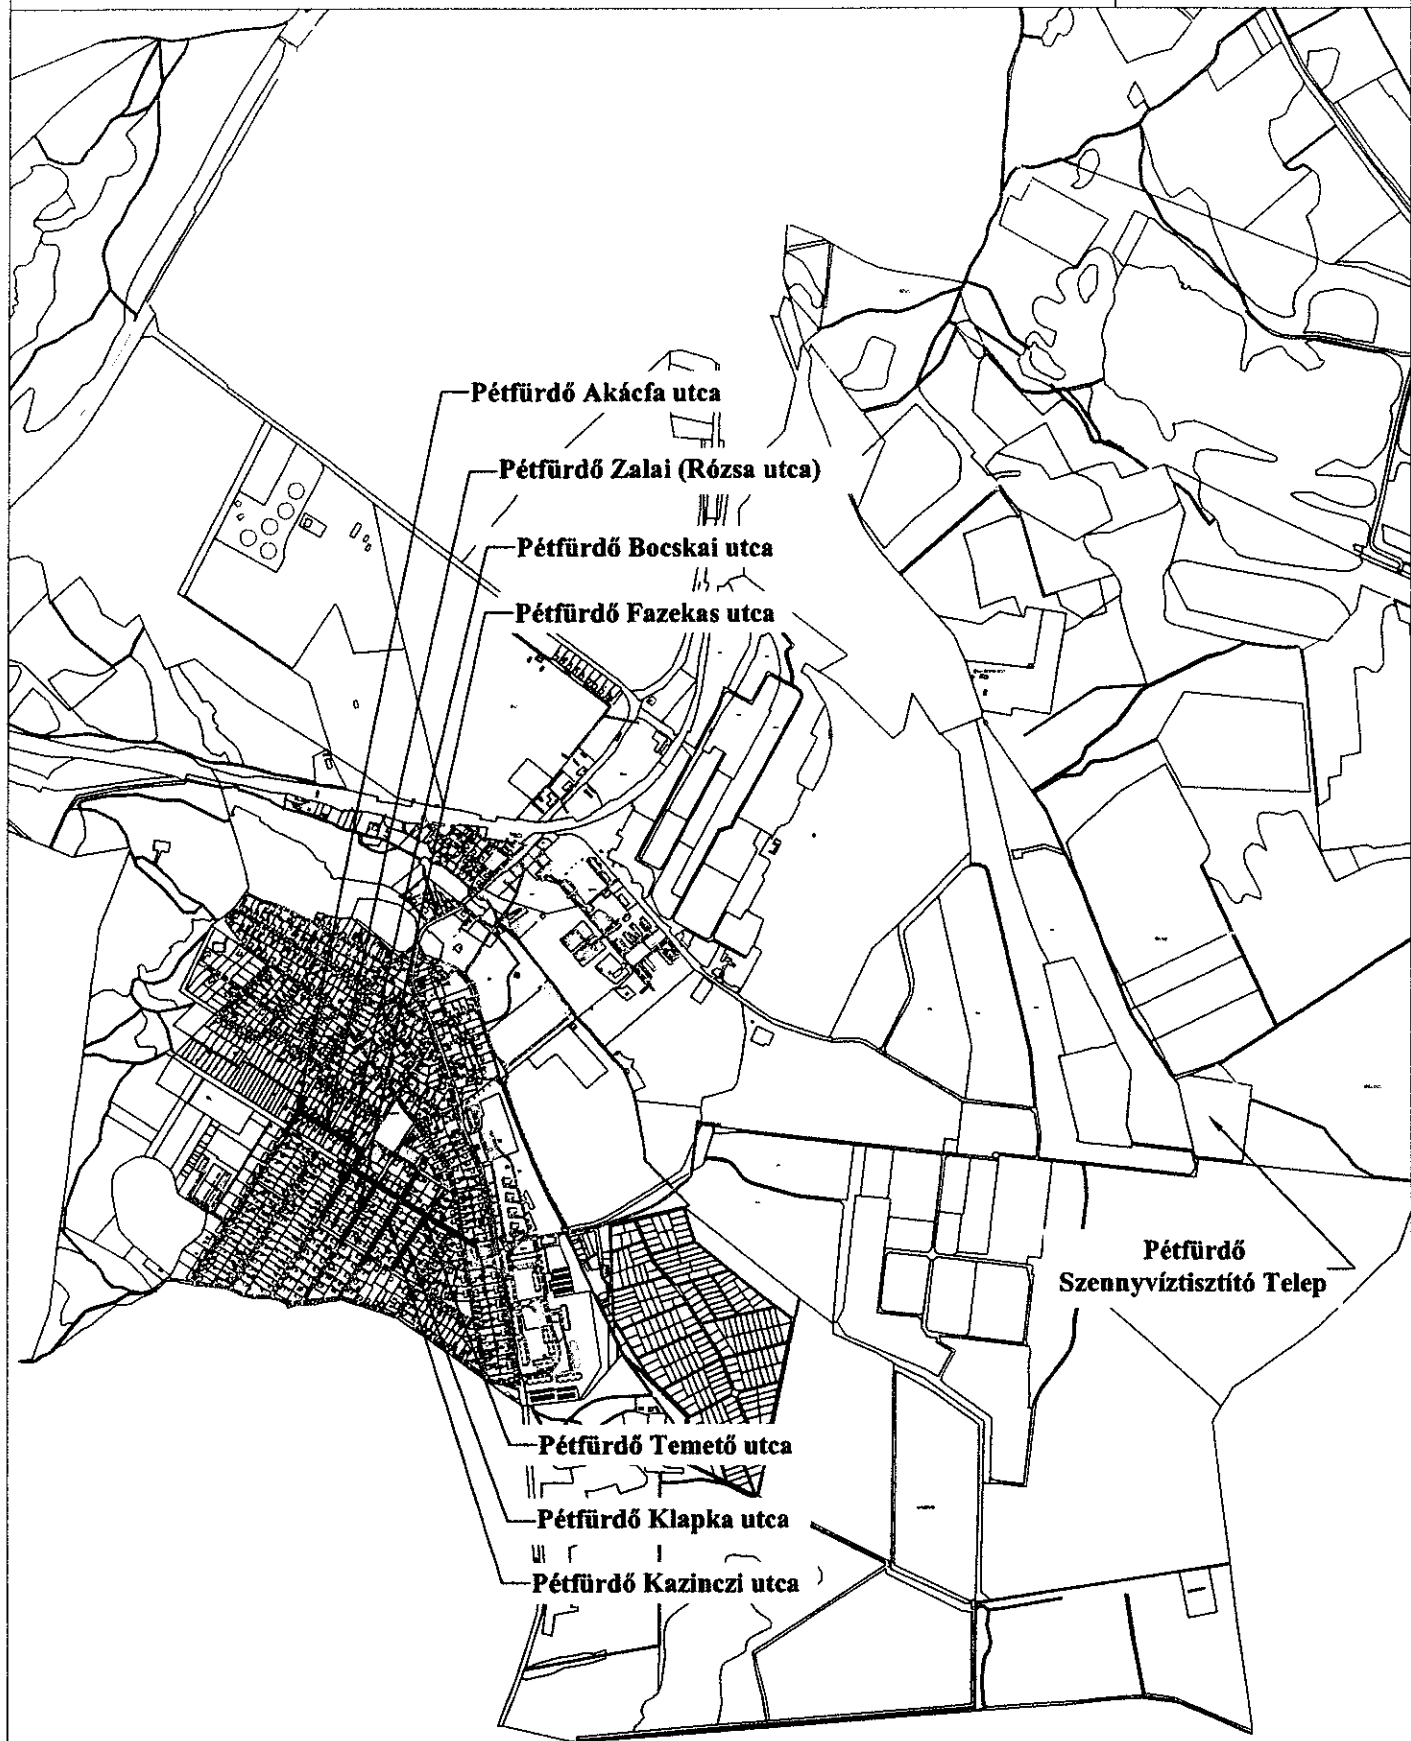 Pétfürdő Akácfa utca
Pétfürdő Zalai (Rózsa utca)
Pétfürdő Bocskai utca
Pétfürdő Fazekas utca
Pétfürdő
Szennyvíztisztító Telep
Pétfürdő Temető utca
Pétfürdő Klapka utca
Pétfürdő Kazinczi utca